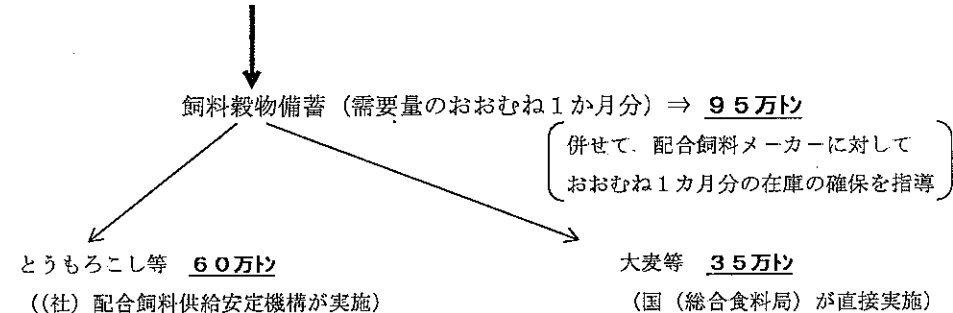 飼料穀物備蓄(需要量のおおむね1か月分)⇒ 95万㌧
併せて、配合飼料メーカーに対して
おおむね1カ月分の在庫の確保を指導
とうもろこし等 60万㌧
((社)配合飼料供給安定機構が実施)
大麦等 35万㌧
(国(総合食料局)が直接実施)